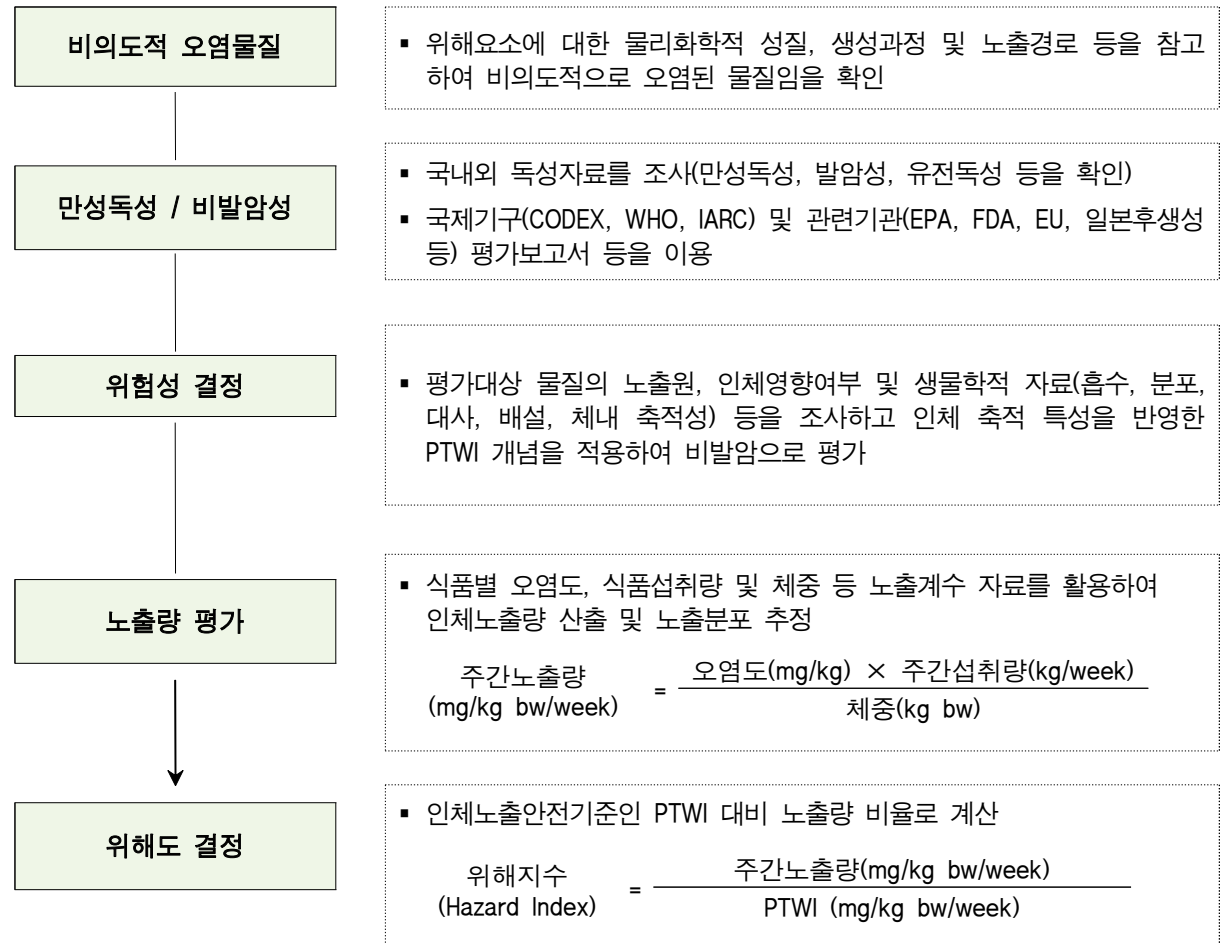 비의도적 오염물질
▪ 위해요소에 대한 물리화학적 성질, 생성과정 및 노출경로 등을 참고
하여 비의도적으로 오염된 물질임을 확인
만성독성 / 비발암성
▪ 국내외 독성자료를 조사(만성독성, 발암성, 유전독성 등을 확인)
▪ 국제기구(CODEX, WHO, IARC) 및 관련기관(EPA, FDA, EU, 일본후생성
등) 평가보고서 등을 이용
위험성 결정
▪ 평가대상 물질의 노출원, 인체영향여부 및 생물학적 자료(흡수, 분포,
대사, 배설, 체내 축적성) 등을 조사하고 인체 축적 특성을 반영한
PTWI 개념을 적용하여 비발암으로 평가
노출량 평가
▪ 식품별 오염도, 식품섭취량 및 체중 등 노출계수 자료를 활용하여
인체노출량 산출 및 노출분포 추정
주간노출량
(mg/kg bw/week)
=
오염도(mg/kg) × 주간섭취량(kg/week)
체중(kg bw)
위해도 결정
▪ 인체노출안전기준인 PTWI 대비 노출량 비율로 계산
위해지수
(Hazard Index)
=
주간노출량(mg/kg bw/week)
PTWI (mg/kg bw/week)